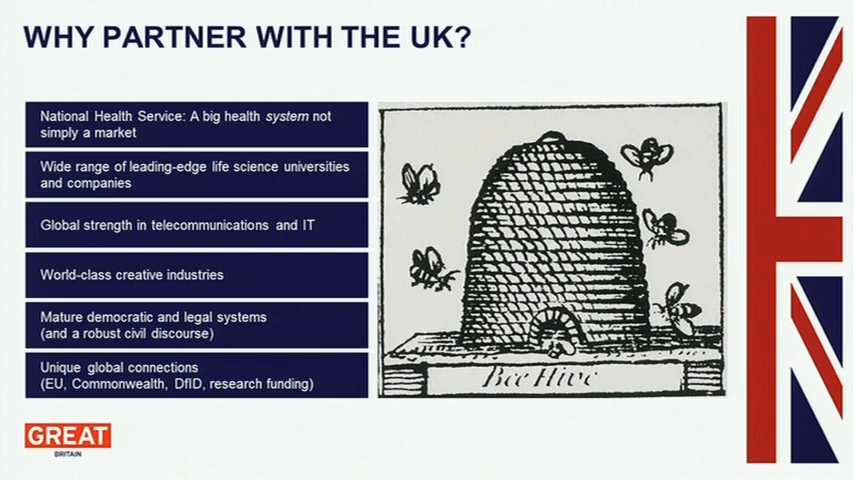 WHY PARTNER WITH THE UK?
National Health Service: A big health system not
simply a market
Wide range of leading-edge life science universities
and companies
Global strength in telecommunications and IT
World-class creative industries
Mature democratic and legal systems
(and a robust civil discourse)
Unique global connections
(EU, Commonwealth, DfID, research funding)
Bee Hive
GREAT
BRITAIN